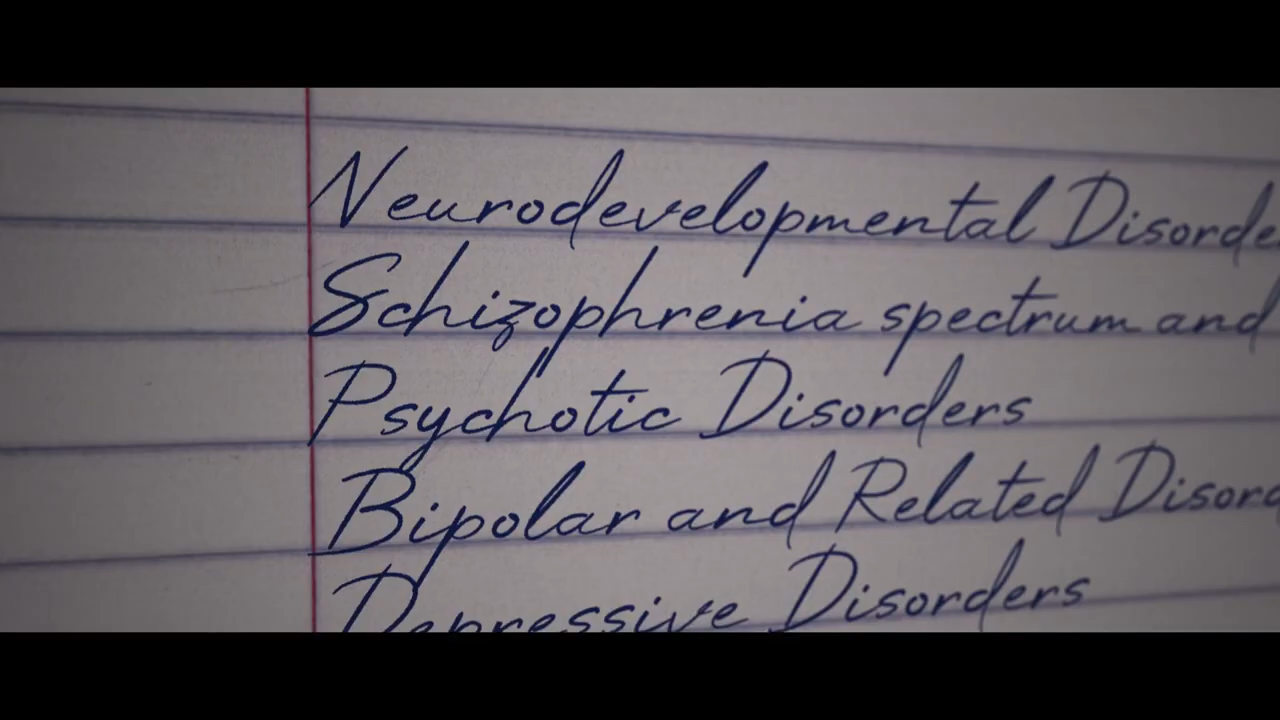 Neurodevelopmental Disorde
Schizophrenia spectrum and
Psychotic Disorders
Bipolar and Related Disord
Depressive Disorders